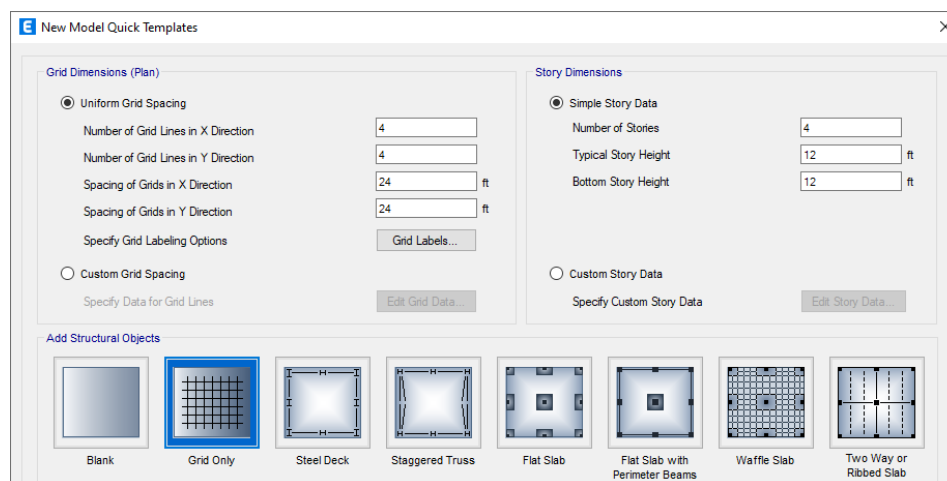 E New Model Quick Templates
Grid Dimensions (Plan)
Uniform Grid Spacing
Number of Grid Lines in X Direction 4
Number of Grid Lines in Y Direction 4
Spacing of Grids in X Direction 24 ft
Spacing of Grids in Y Direction 24 ft
Specify Grid Labeling Options Grid Labels...
Custom Grid Spacing
Specify Data for Grid Lines Edit Grid Data...
Story Dimensions
Simple Story Data
Number of Stories 4
Typical Story Height 12 ft
Bottom Story Height 12 ft
Custom Story Data
Specify Custom Story Data Edit Story Data...
Add Structural Objects
Blank
Grid Only
Steel Deck
Staggered Truss
Flat Slab
Flat Slab with
Perimeter Beams
Waffle Slab
Two Way or
Ribbed Slab